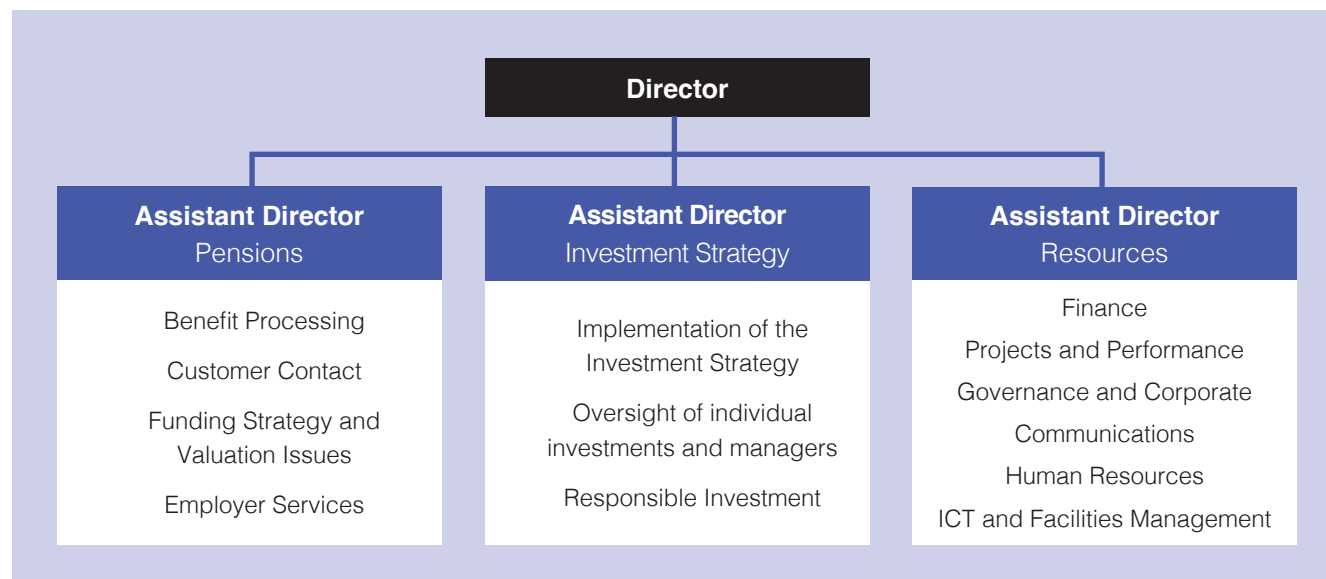 Director
Assistant Director
Pensions
Benefit Processing
Customer Contact
Funding Strategy and
Valuation Issues
Employer Services
Assistant Director
Investment Strategy
Implementation of the
Investment Strategy
Oversight of individual
investments and managers
Responsible Investment
Assistant Director
Resources
Finance
Projects and Performance
Governance and Corporate
Communications
Human Resources
ICT and Facilities Management